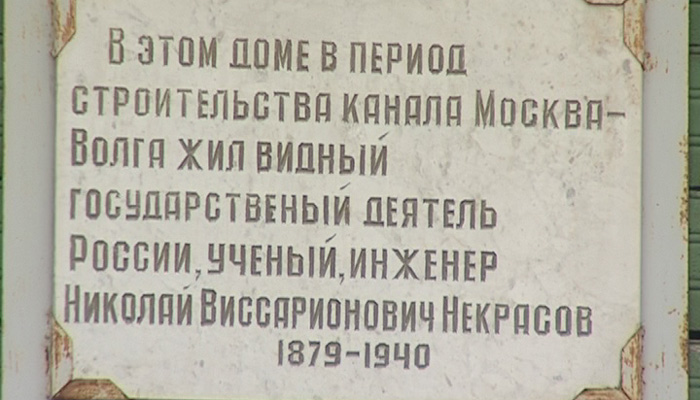 В этом доме в период
строительства канала Москва-
Волга жил видный
государственый деятель
России, ученый, инженер
Николай Виссарионович Некрасов
1879-1940